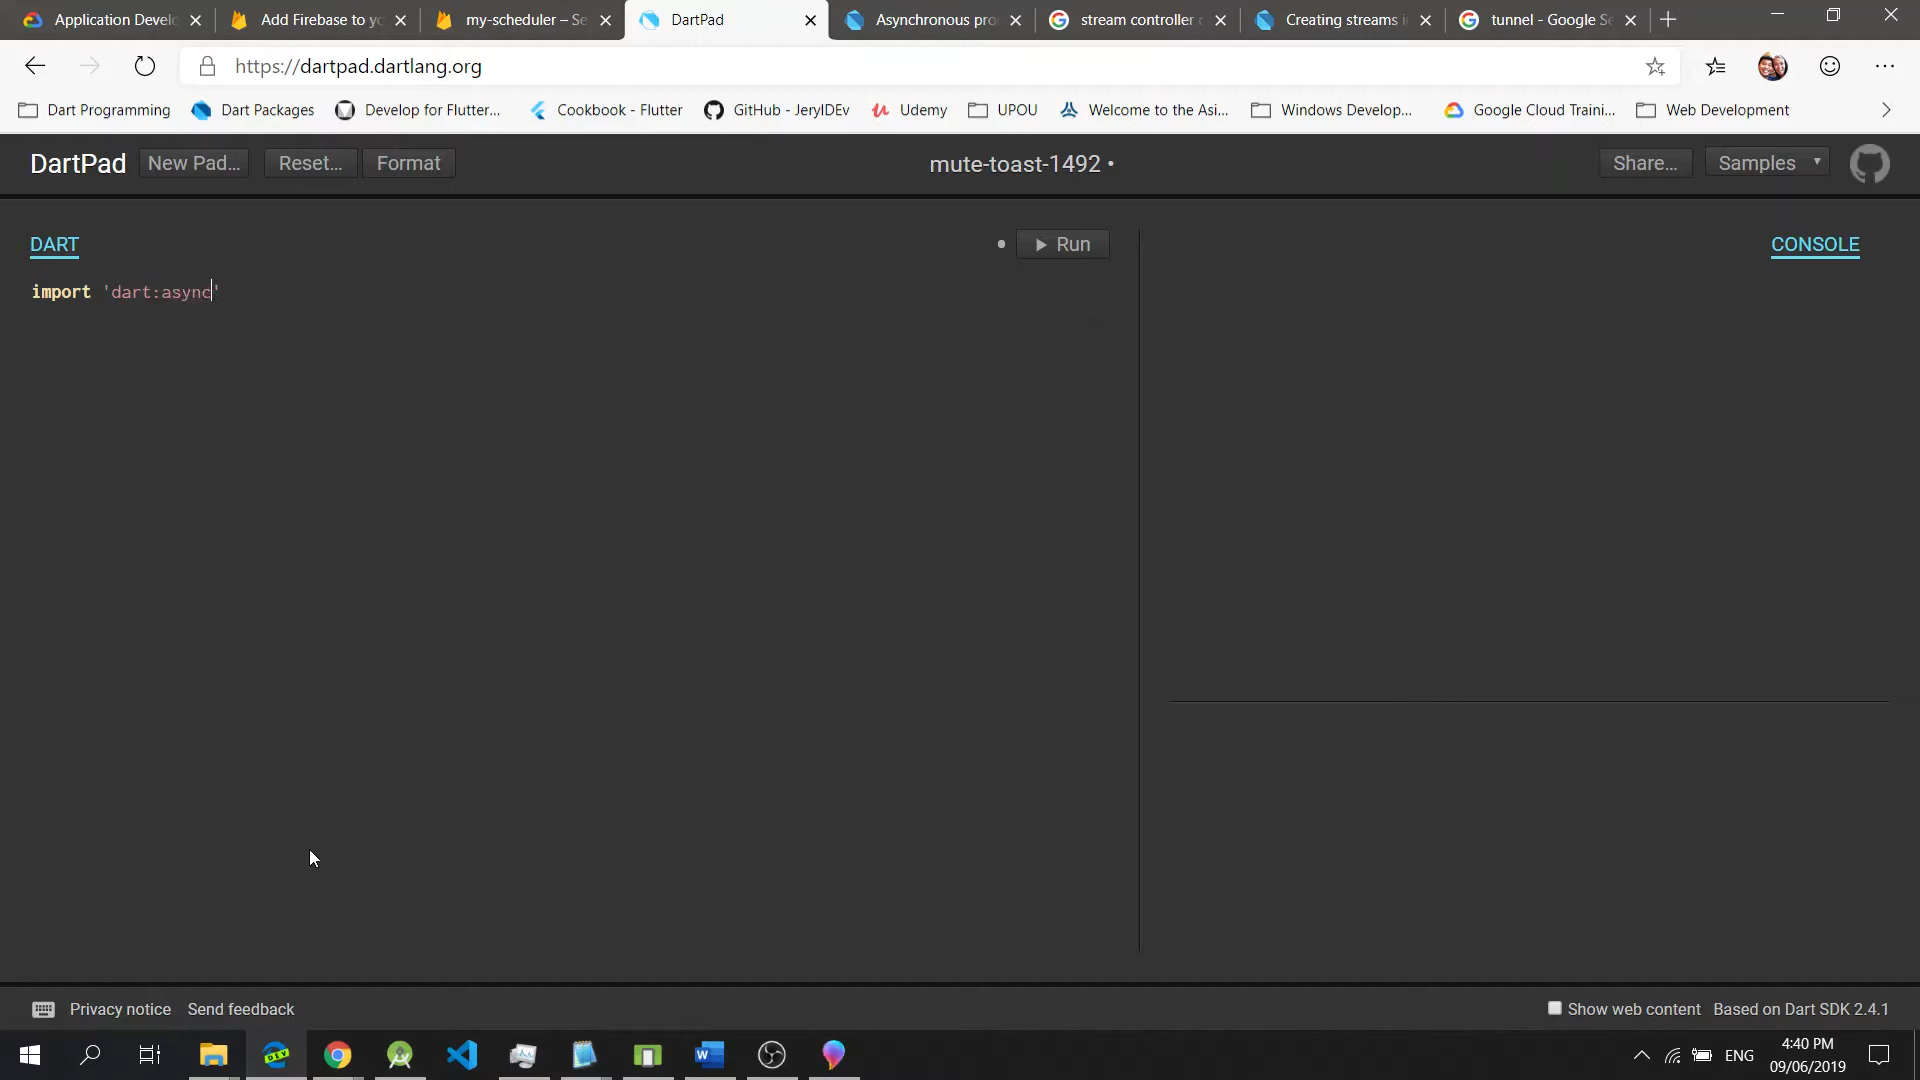 Application Develo
Add Firebase to yo
my-scheduler – Se
DartPad
Asynchronous pro
stream controller
Creating streams i
tunnel - Google Se
https://dartpad.dartlang.org
Dart Programming
Dart Packages
Develop for Flutter...
Cookbook - Flutter
GitHub - JerylDEv
Udemy
UPOU
Welcome to the Asi...
Windows Develop...
Google Cloud Traini...
Web Development
DartPad
New Pad...
Reset...
Format
mute-toast-1492 •
Share...
Samples
DART
Run
CONSOLE
import 'dart:async'
Privacy notice
Send feedback
Show web content
Based on Dart SDK 2.4.1
DEV
ENG
4:40 PM
09/06/2019